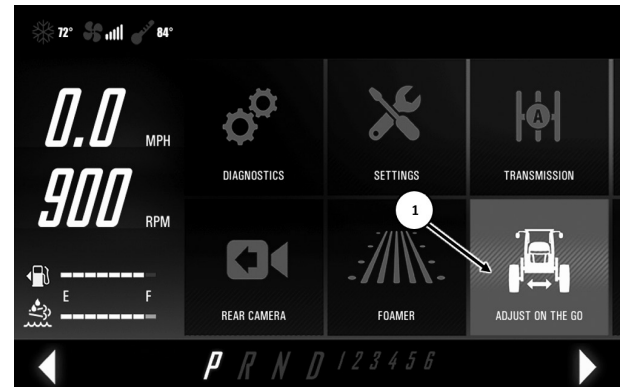 72° 84°
0.0 MPH
900 RPM
E F
DIAGNOSTICS SETTINGS TRANSMISSION
A
1
REAR CAMERA FOAMER ADJUST ON THE GO
P R N D 1 2 3 4 5 6